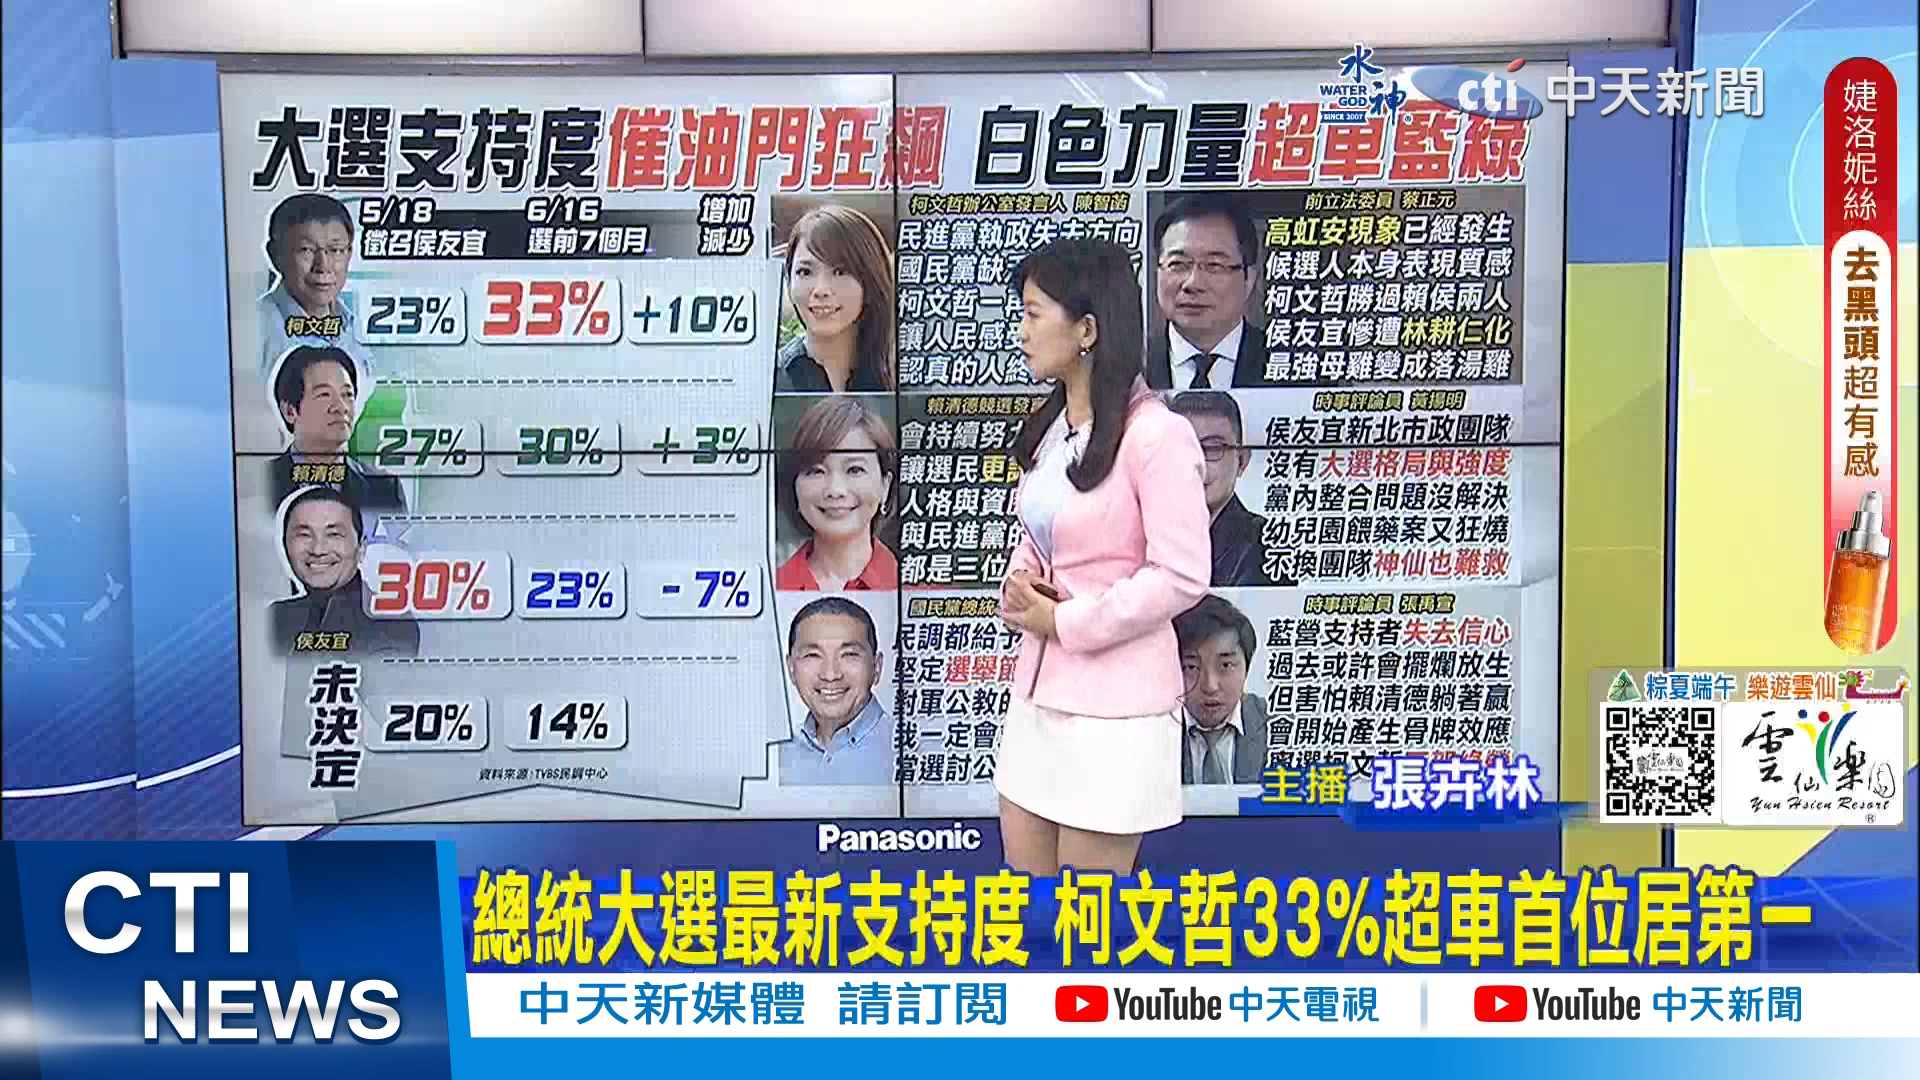 水神
WATER GOD
SINCE 2007
cti 中天新聞
大選支持度催油門狂飆 白色力量超車藍綠
5/18 6/16 增加
徵召侯友宜 選前7個月 減少
柯文哲
23% 33% +10%
賴清德
27% 30% +3%
侯友宜
30% 23% -7%
未決定
20% 14%
資料來源:TVBS民調中心
柯文哲辦公室發言人 陳智菡
民進黨執政失去方向
國民黨缺
柯文哲一再
讓人民感
認真的人終
賴清德競選發言
會持續努力
讓選民更
人格與資
與民進黨的
都是三位
國民黨總統
民調都給予
堅定選舉節
對軍公教的
我一定會
當選討公
前立法委員 蔡正元
高虹安現象已經發生
候選人本身表現質感
柯文哲勝過賴侯兩人
侯友宜慘遭林耕仁化
最強母雞變成落湯雞
時事評論員 黃揚明
侯友宜新北市政團隊
沒有大選格局與強度
黨內整合問題沒解決
幼兒園餵藥案又狂燒
不換團隊神仙也難救
時事評論員 張禹宣
藍營支持者失去信心
過去或許會擺爛放生
但害怕賴清德躺著贏
會開始產生骨牌效應
主播 張卉林
Panasonic
婕洛妮絲 去黑頭超有感
粽夏端午 樂遊雲仙
雲仙樂園
Yun Hsien Resort
總統大選最新支持度 柯文哲33%超車首位居第一
CTI
NEWS
中天新媒體 請訂閱 YouTube 中天電視 | YouTube 中天新聞